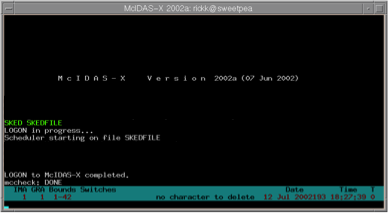 McIDAS-X 2002a: rickk@sweetpea
McIDAS-X Version 2002a (07 Jun 2002)
SKED SKEDFILE
LOGON in progress...
Scheduler starting on file SKEDFILE
LOGON to McIDAS-X completed.
mccheck: DONE
IMA GRA Bounds Switches Date Time T
1 1 1-42 no character to delete 12 Jul 2002193 18:27:39 0